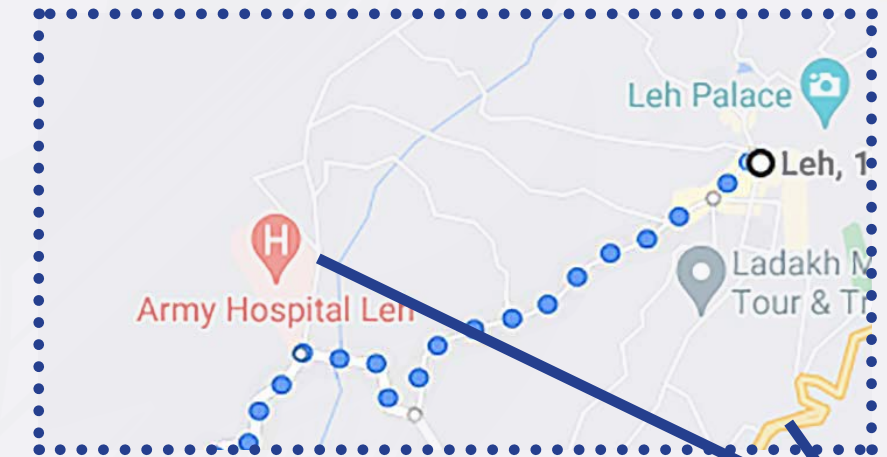 Leh Palace
Leh, 1
H
Army Hospital Leh
Ladakh M
Tour & Tr